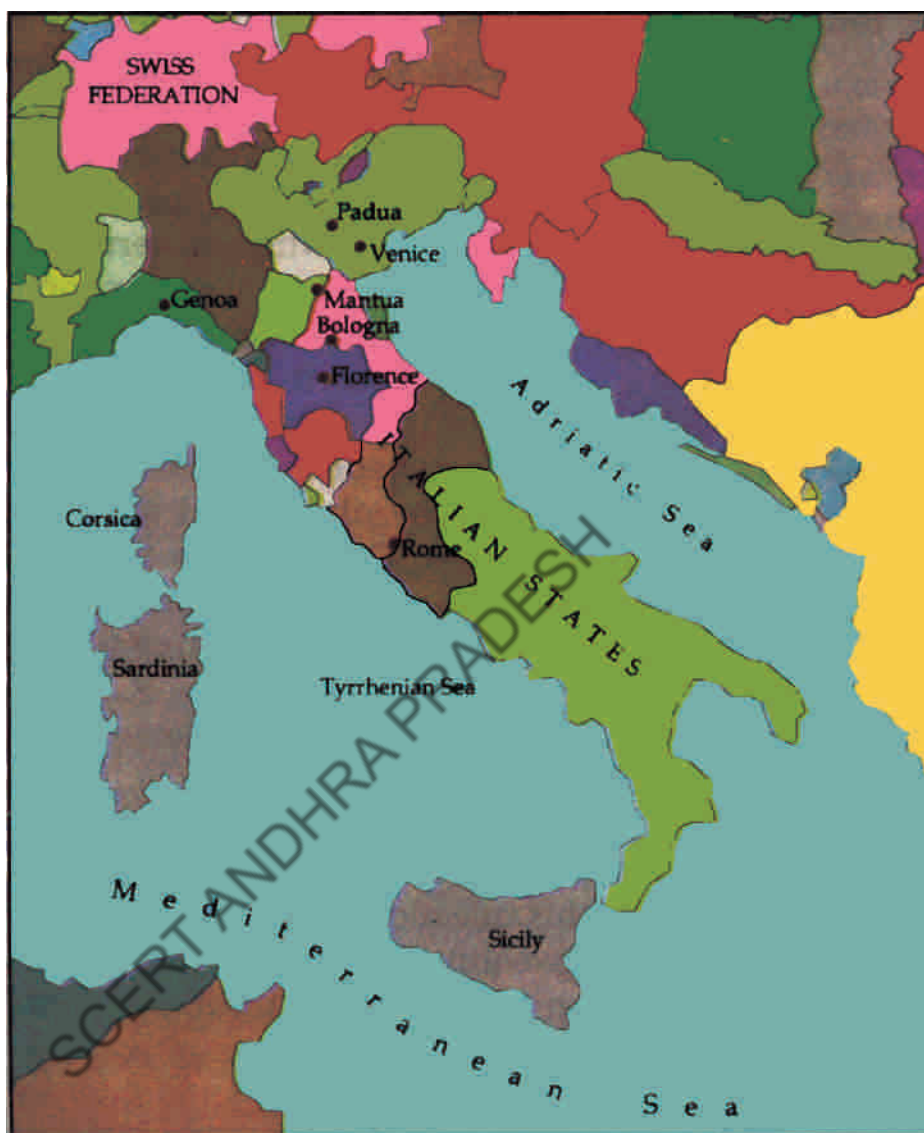 SWISS
FEDERATION
Padua
Venice
Genoa
Mantua
Bologna
Florence
Adriatic Sea
ITALIAN STATES
Corsica
Rome
Sardinia
Tyrrhenian Sea
Mediterranean Sea
Sicily
SCERT ANDHRA PRADESH